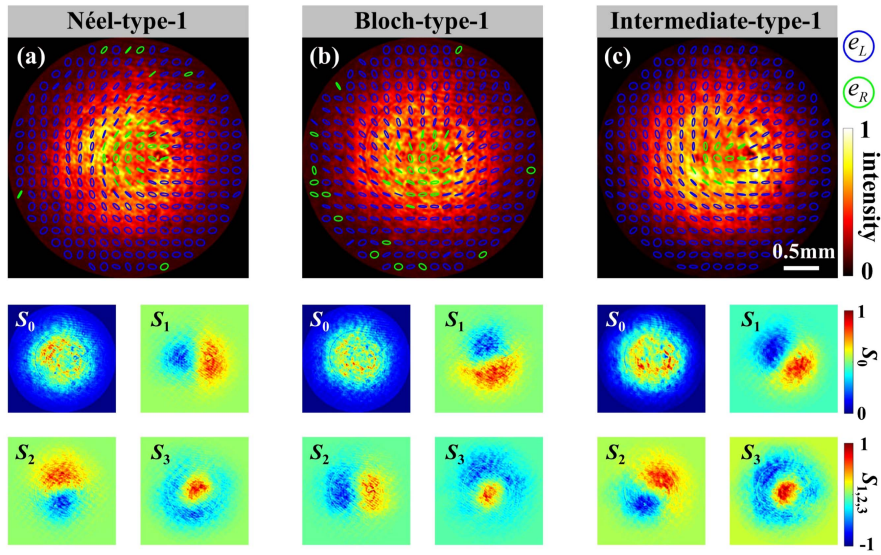 Néel-type-1 Bloch-type-1 Intermediate-type-1
(a) (b) (c) e_L
e_R
1
intensity
0
0.5mm
S_0 S_1 S_0 S_1 S_0 S_1 1
S_0
0
S_2 S_3 S_2 S_3 S_2 S_3 1
S_1,2,3
-1